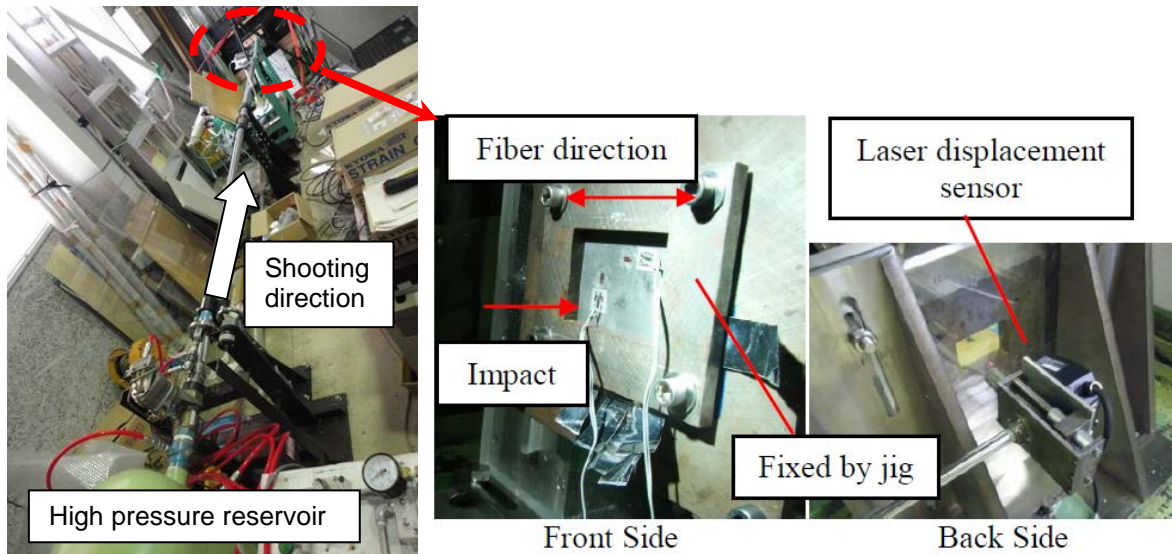 KYOWA
STRAIN G
Shooting
direction
High pressure reservoir
Fiber direction
Impact
Fixed by jig
Front Side
Laser displacement
sensor
Back Side